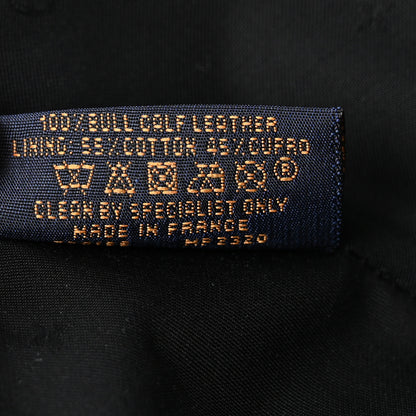 100% BULL CALF LEATHER
LINING: 55% COTTON 45% CUPRO
®
CLEAN BY SPECIALIST ONLY
MADE IN FRANCE